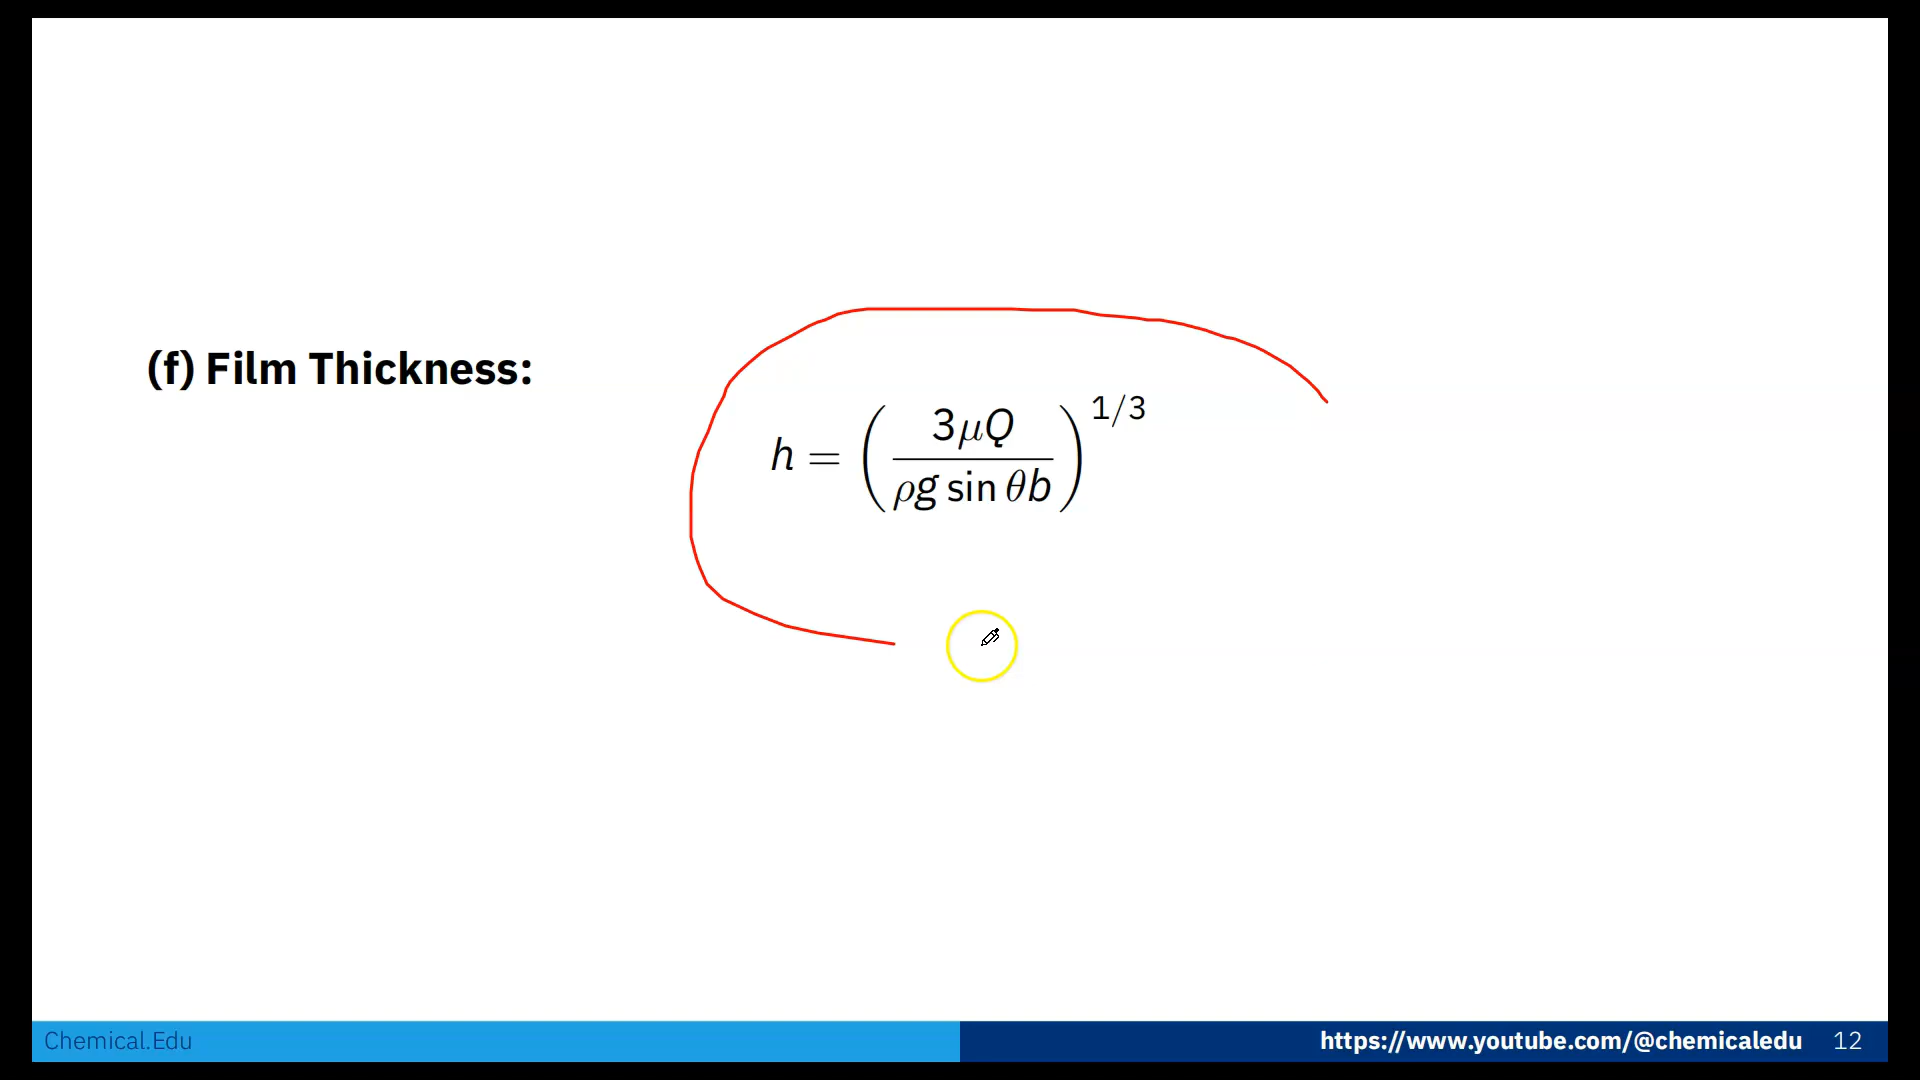 (f) Film Thickness:
h = ( 3μQ / ρg sin θb )^1/3
Chemical.Edu
https://www.youtube.com/@chemicaledu 12